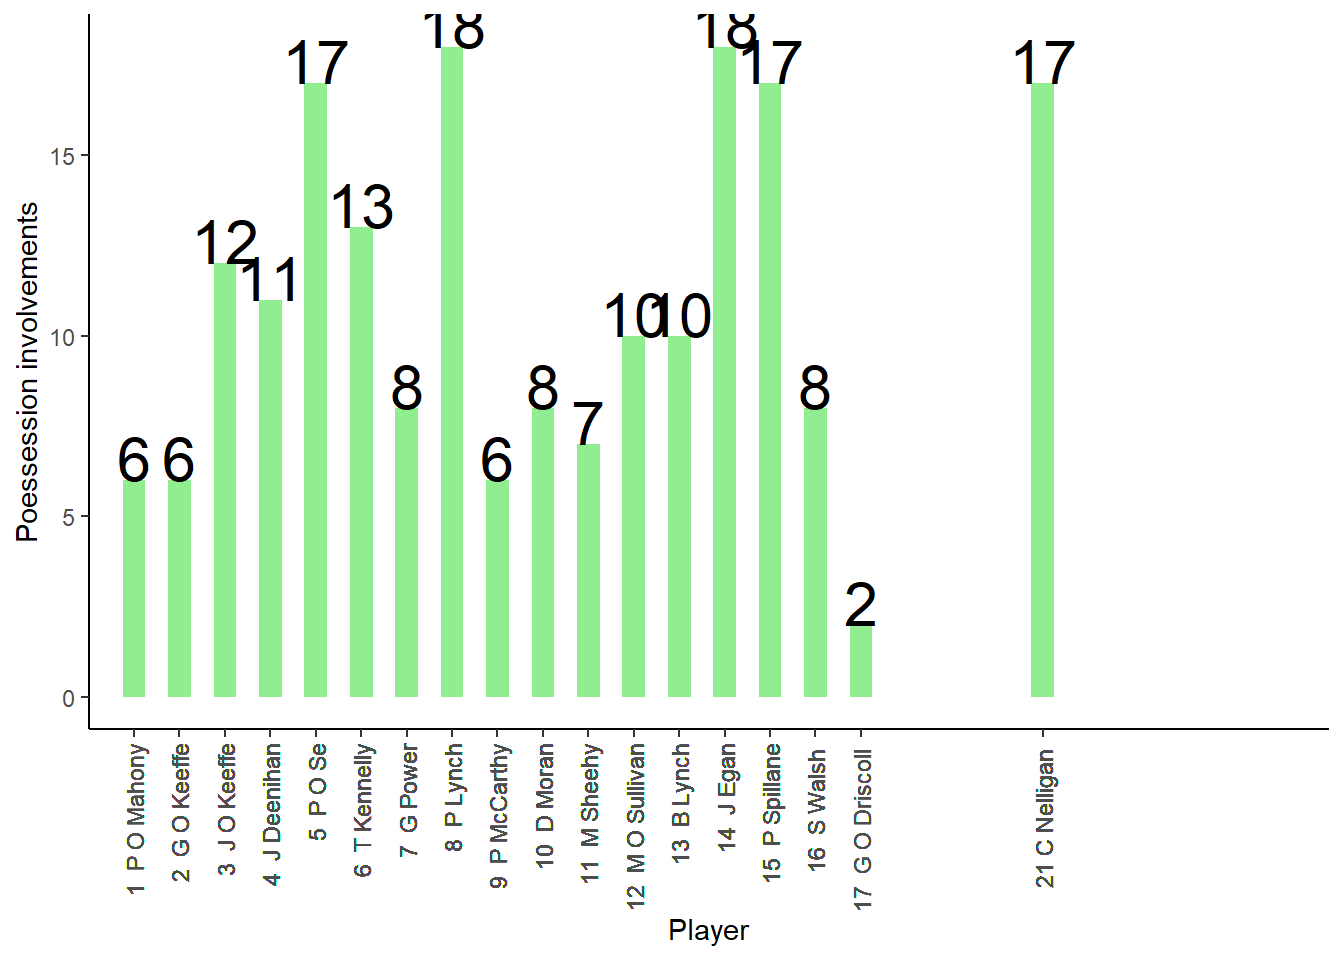 18 18
17 17 17
13
12
11
10 10
8 8 8
7
6 6 6
2
15
10
5
0
Poessession involvements
1 P O Mahony
2 G O Keeffe
3 J O Keeffe
4 J Deenihan
5 P O Se
6 T Kennelly
7 G Power
8 P Lynch
9 P McCarthy
10 D Moran
11 M Sheehy
12 M O Sullivan
13 B Lynch
14 J Egan
15 P Spillane
16 S Walsh
17 G O Driscoll
21 C Nelligan
Player